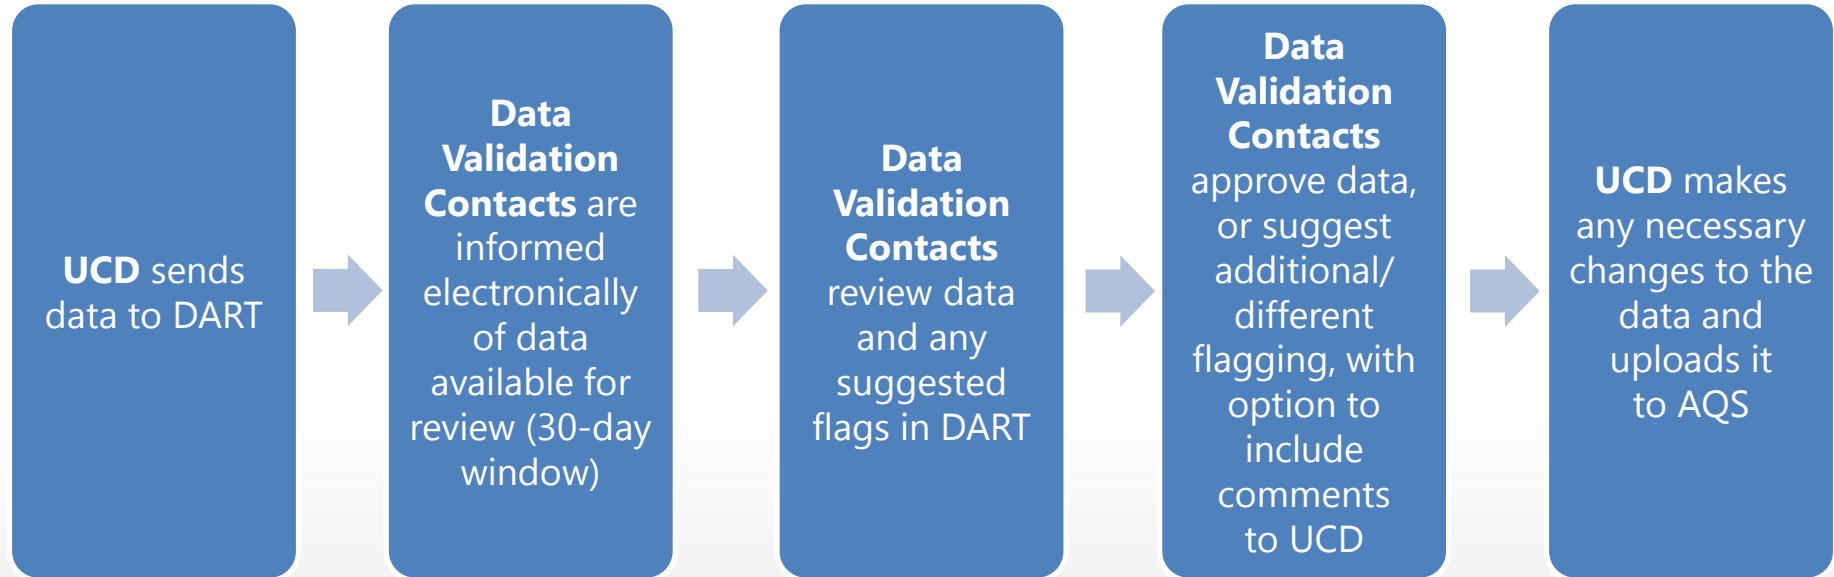 UCD sends
data to DART
Data
Validation
Contacts are
informed
electronically
of data
available for
review (30-day
window)
Data
Validation
Contacts
review data
and any
suggested
flags in DART
Data
Validation
Contacts
approve data,
or suggest
additional/
different
flagging, with
option to
include
comments
to UCD
UCD makes
any necessary
changes to the
data and
uploads it
to AQS